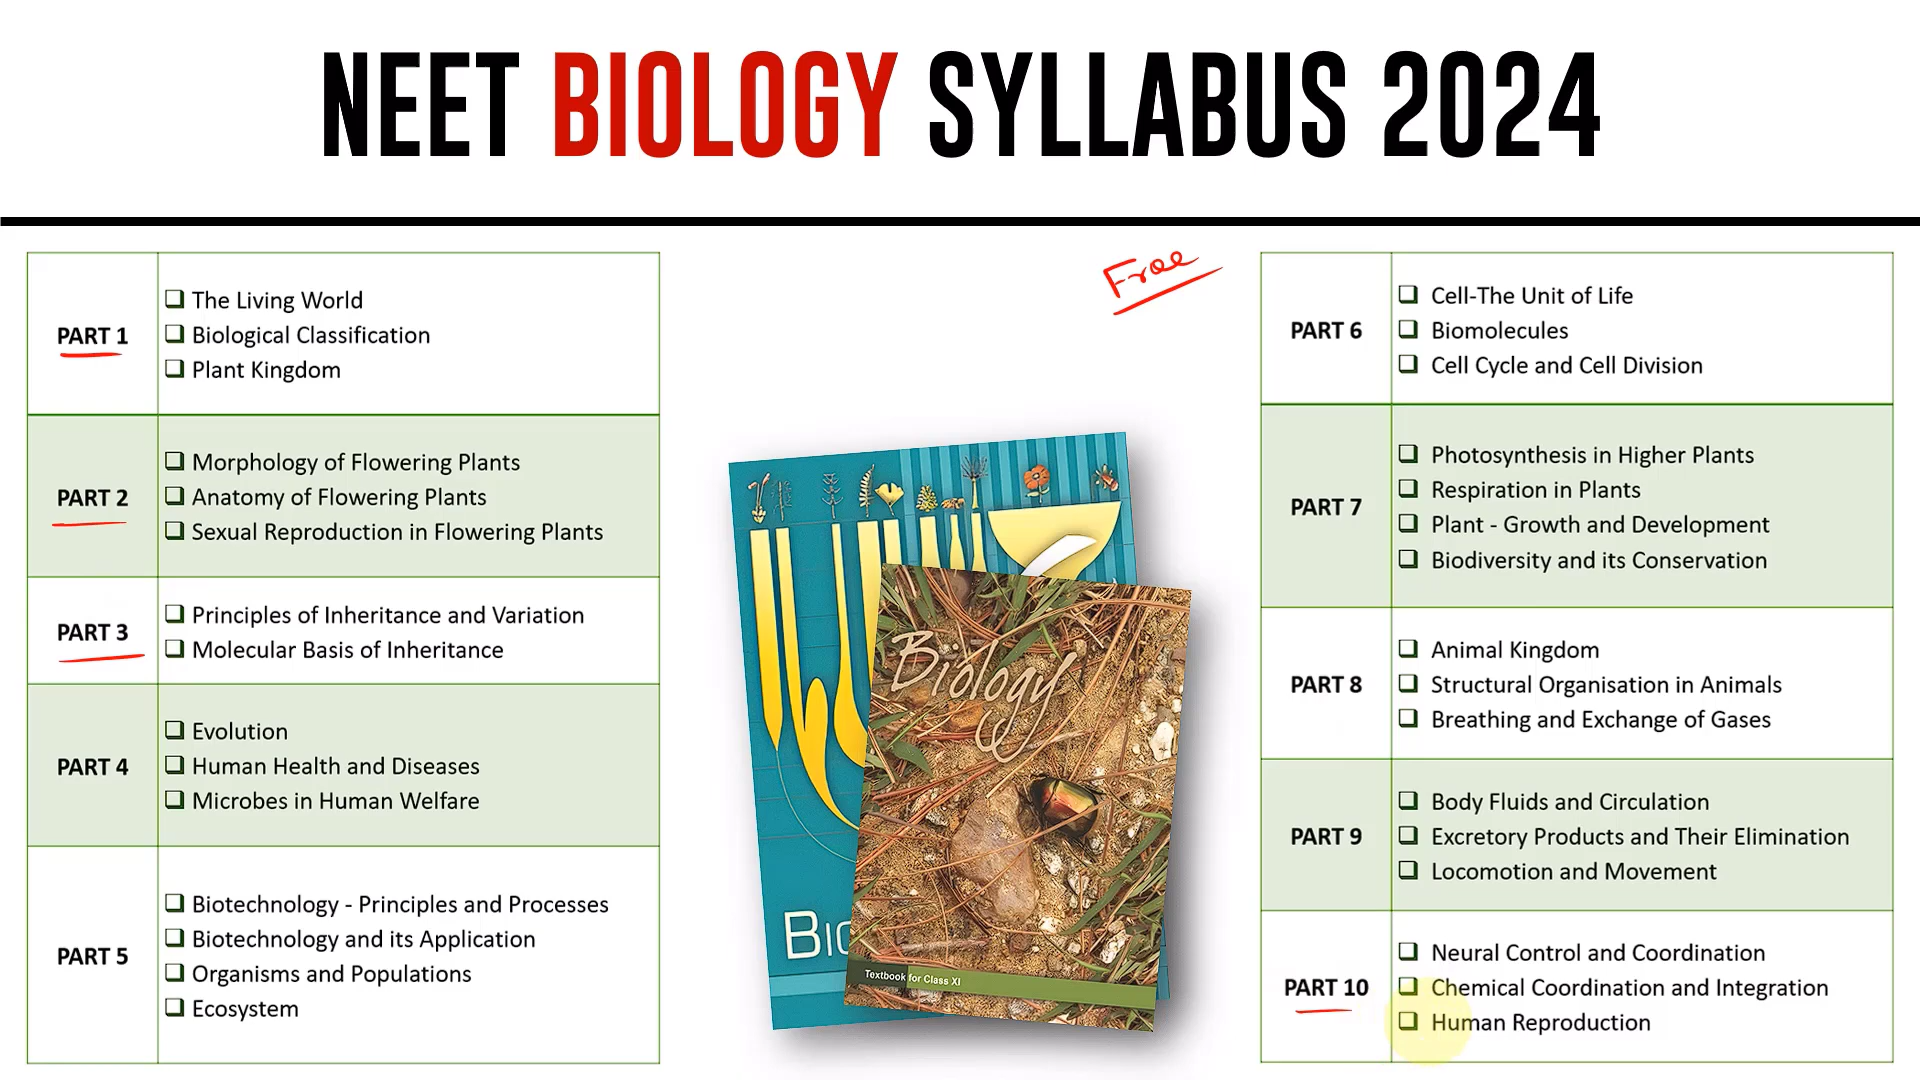 NEET BIOLOGY SYLLABUS 2024
PART 1
The Living World
Biological Classification
Plant Kingdom
PART 2
Morphology of Flowering Plants
Anatomy of Flowering Plants
Sexual Reproduction in Flowering Plants
PART 3
Principles of Inheritance and Variation
Molecular Basis of Inheritance
PART 4
Evolution
Human Health and Diseases
Microbes in Human Welfare
PART 5
Biotechnology - Principles and Processes
Biotechnology and its Application
Organisms and Populations
Ecosystem
Free
Biology
Textbook for Class XI
BIO
PART 6
Cell-The Unit of Life
Biomolecules
Cell Cycle and Cell Division
PART 7
Photosynthesis in Higher Plants
Respiration in Plants
Plant - Growth and Development
Biodiversity and its Conservation
PART 8
Animal Kingdom
Structural Organisation in Animals
Breathing and Exchange of Gases
PART 9
Body Fluids and Circulation
Excretory Products and Their Elimination
Locomotion and Movement
PART 10
Neural Control and Coordination
Chemical Coordination and Integration
Human Reproduction